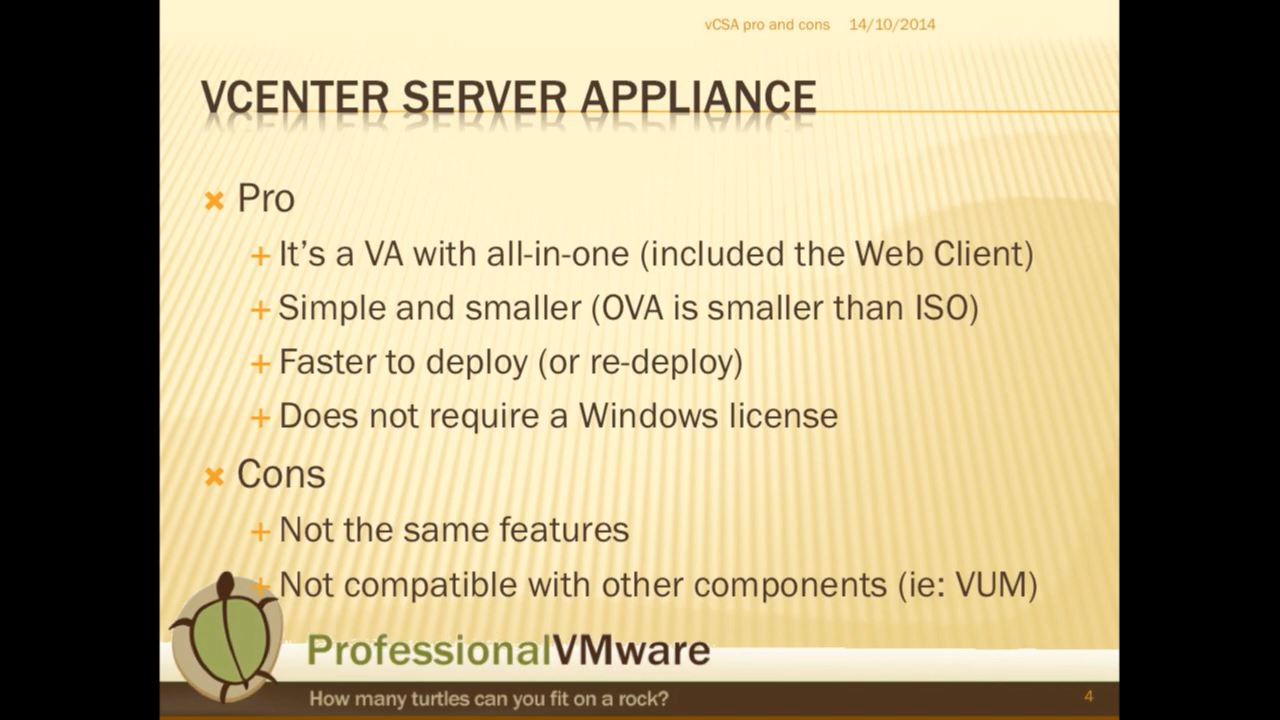 vCSA pro and cons 14/10/2014
VCENTER SERVER APPLIANCE
Pro
It's a VA with all-in-one (included the Web Client)
Simple and smaller (OVA is smaller than ISO)
Faster to deploy (or re-deploy)
Does not require a Windows license
Cons
Not the same features
Not compatible with other components (ie: VUM)
ProfessionalVMware
How many turtles can you fit on a rock?
4